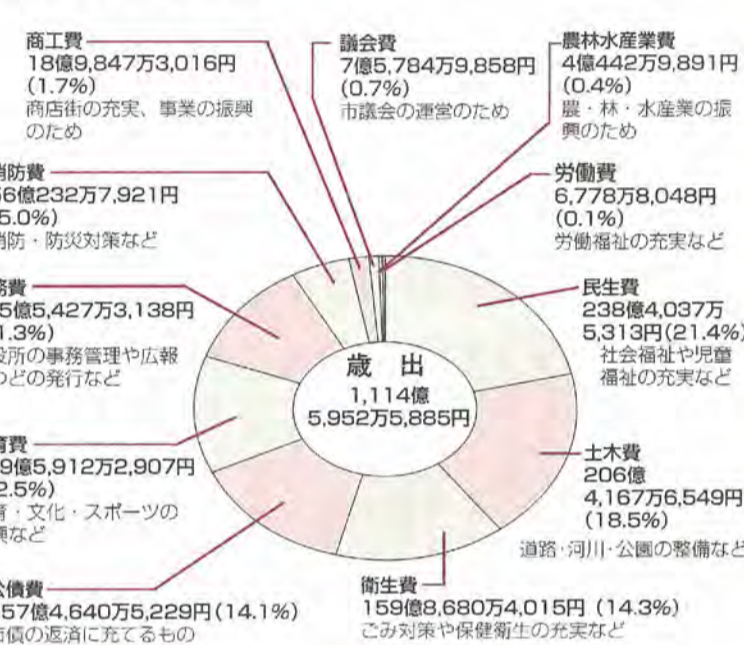 商工費
18億9,847万3,016円
(1.7%)
商店街の充実、事業の振興
のため
議会費
7億5,784万9,858円
(0.7%)
市議会の運営のため
農林水産業費
4億442万9,891円
(0.4%)
農・林・水産業の振
興のため
消防費
56億232万7,921円
5.0%)
消防・防災対策など
労働費
6,778万8,048円
(0.1%)
労働福祉の充実など
務費
5億5,427万3,138円
1.3%)
役所の事務管理や広報
つどの発行など
民生費
238億4,037万
5,313円(21.4%)
社会福祉や児童
福祉の充実など
歳出
1,114億
5,952万5,885円
育費
9億5,912万2,907円
2.5%)
育・文化・スポーツの
興など
土木費
206億
4,167万6,549円
(18.5%)
道路・河川・公園の整備など
公債費
57億4,640万5,229円(14.1%)
市債の返済に充てるもの
衛生費
159億8,680万4,015円 (14.3%)
ごみ対策や保健衛生の充実など